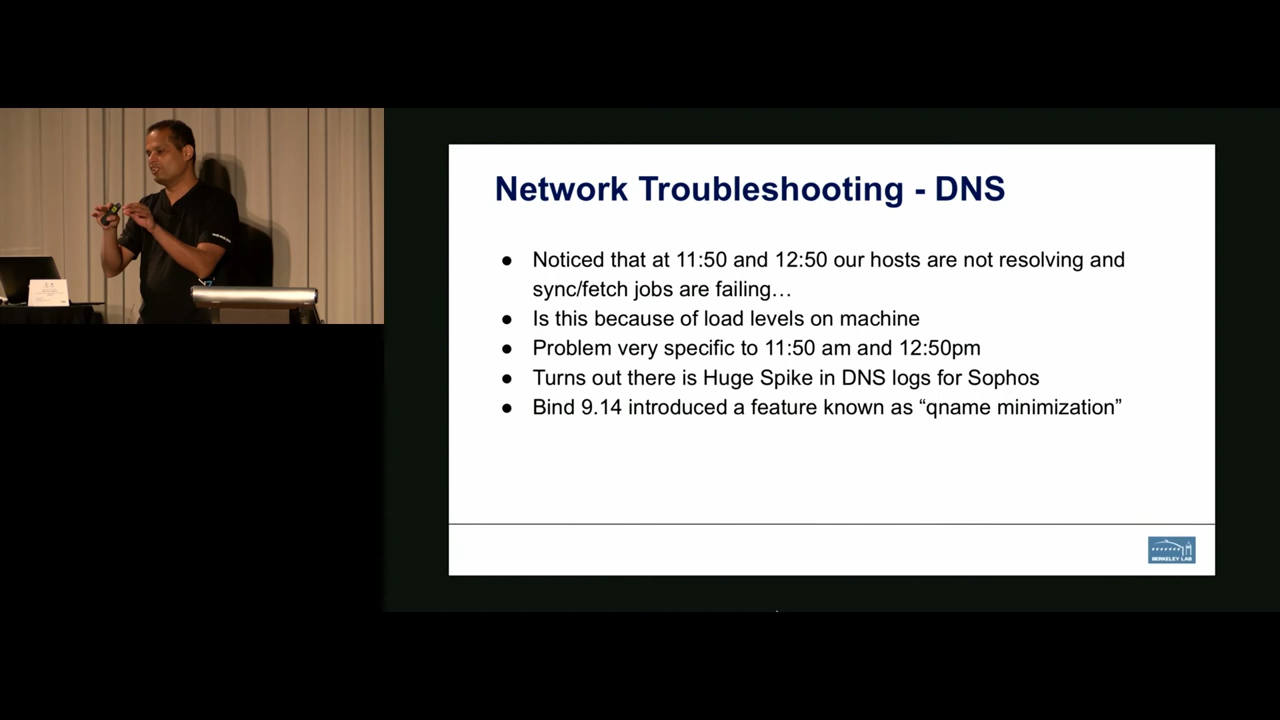 Network Troubleshooting - DNS
● Noticed that at 11:50 and 12:50 our hosts are not resolving and
sync/fetch jobs are failing…
● Is this because of load levels on machine
● Problem very specific to 11:50 am and 12:50pm
● Turns out there is Huge Spike in DNS logs for Sophos
● Bind 9.14 introduced a feature known as “qname minimization”
BERKELEY LAB